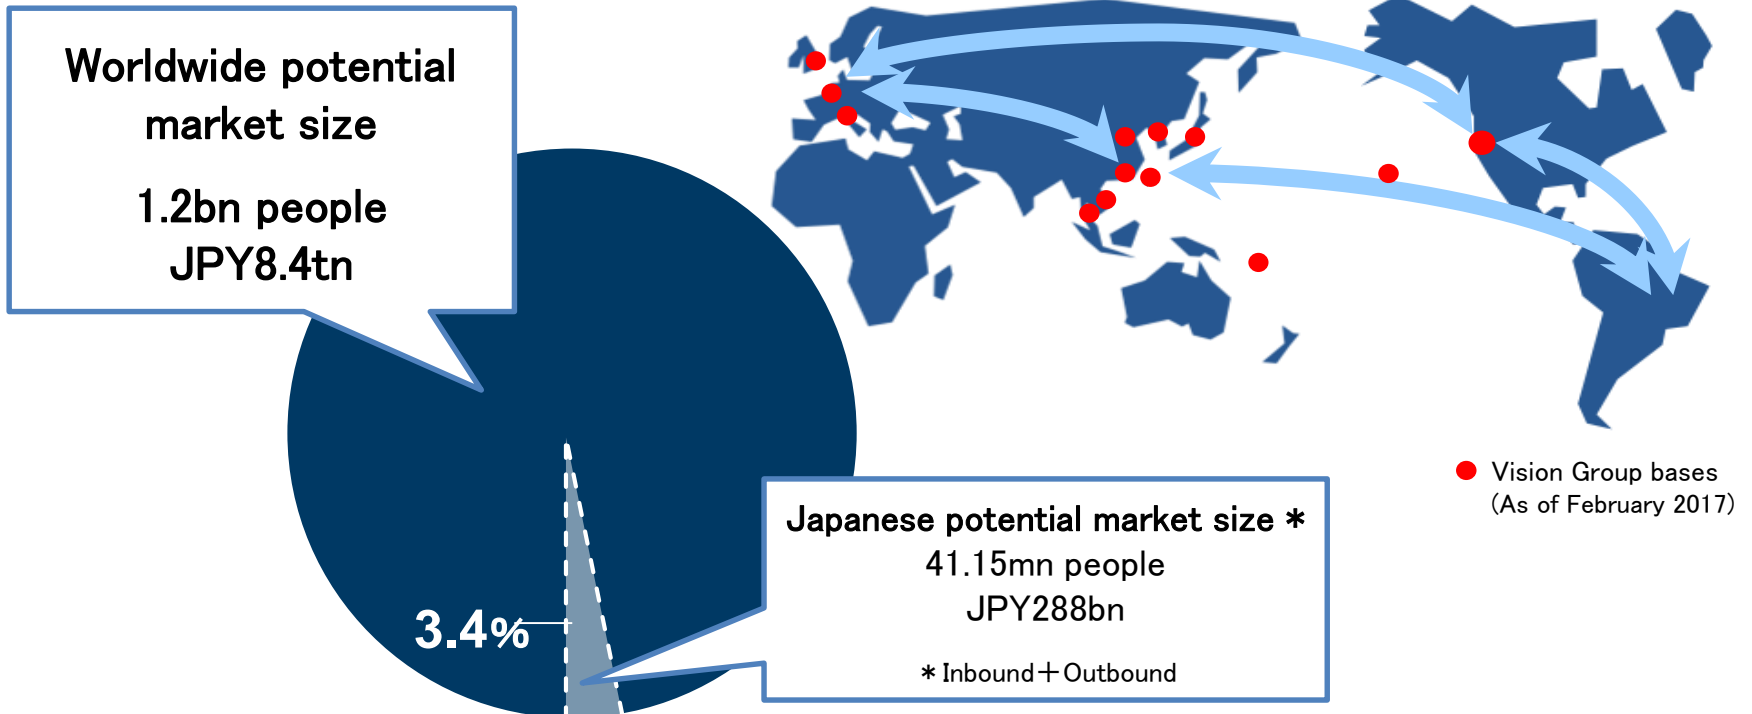 Worldwide potential
market size
1.2bn people
JPY8.4tn
3.4%
Japanese potential market size *
41.15mn people
JPY288bn
* Inbound＋Outbound
Vision Group bases
(As of February 2017)